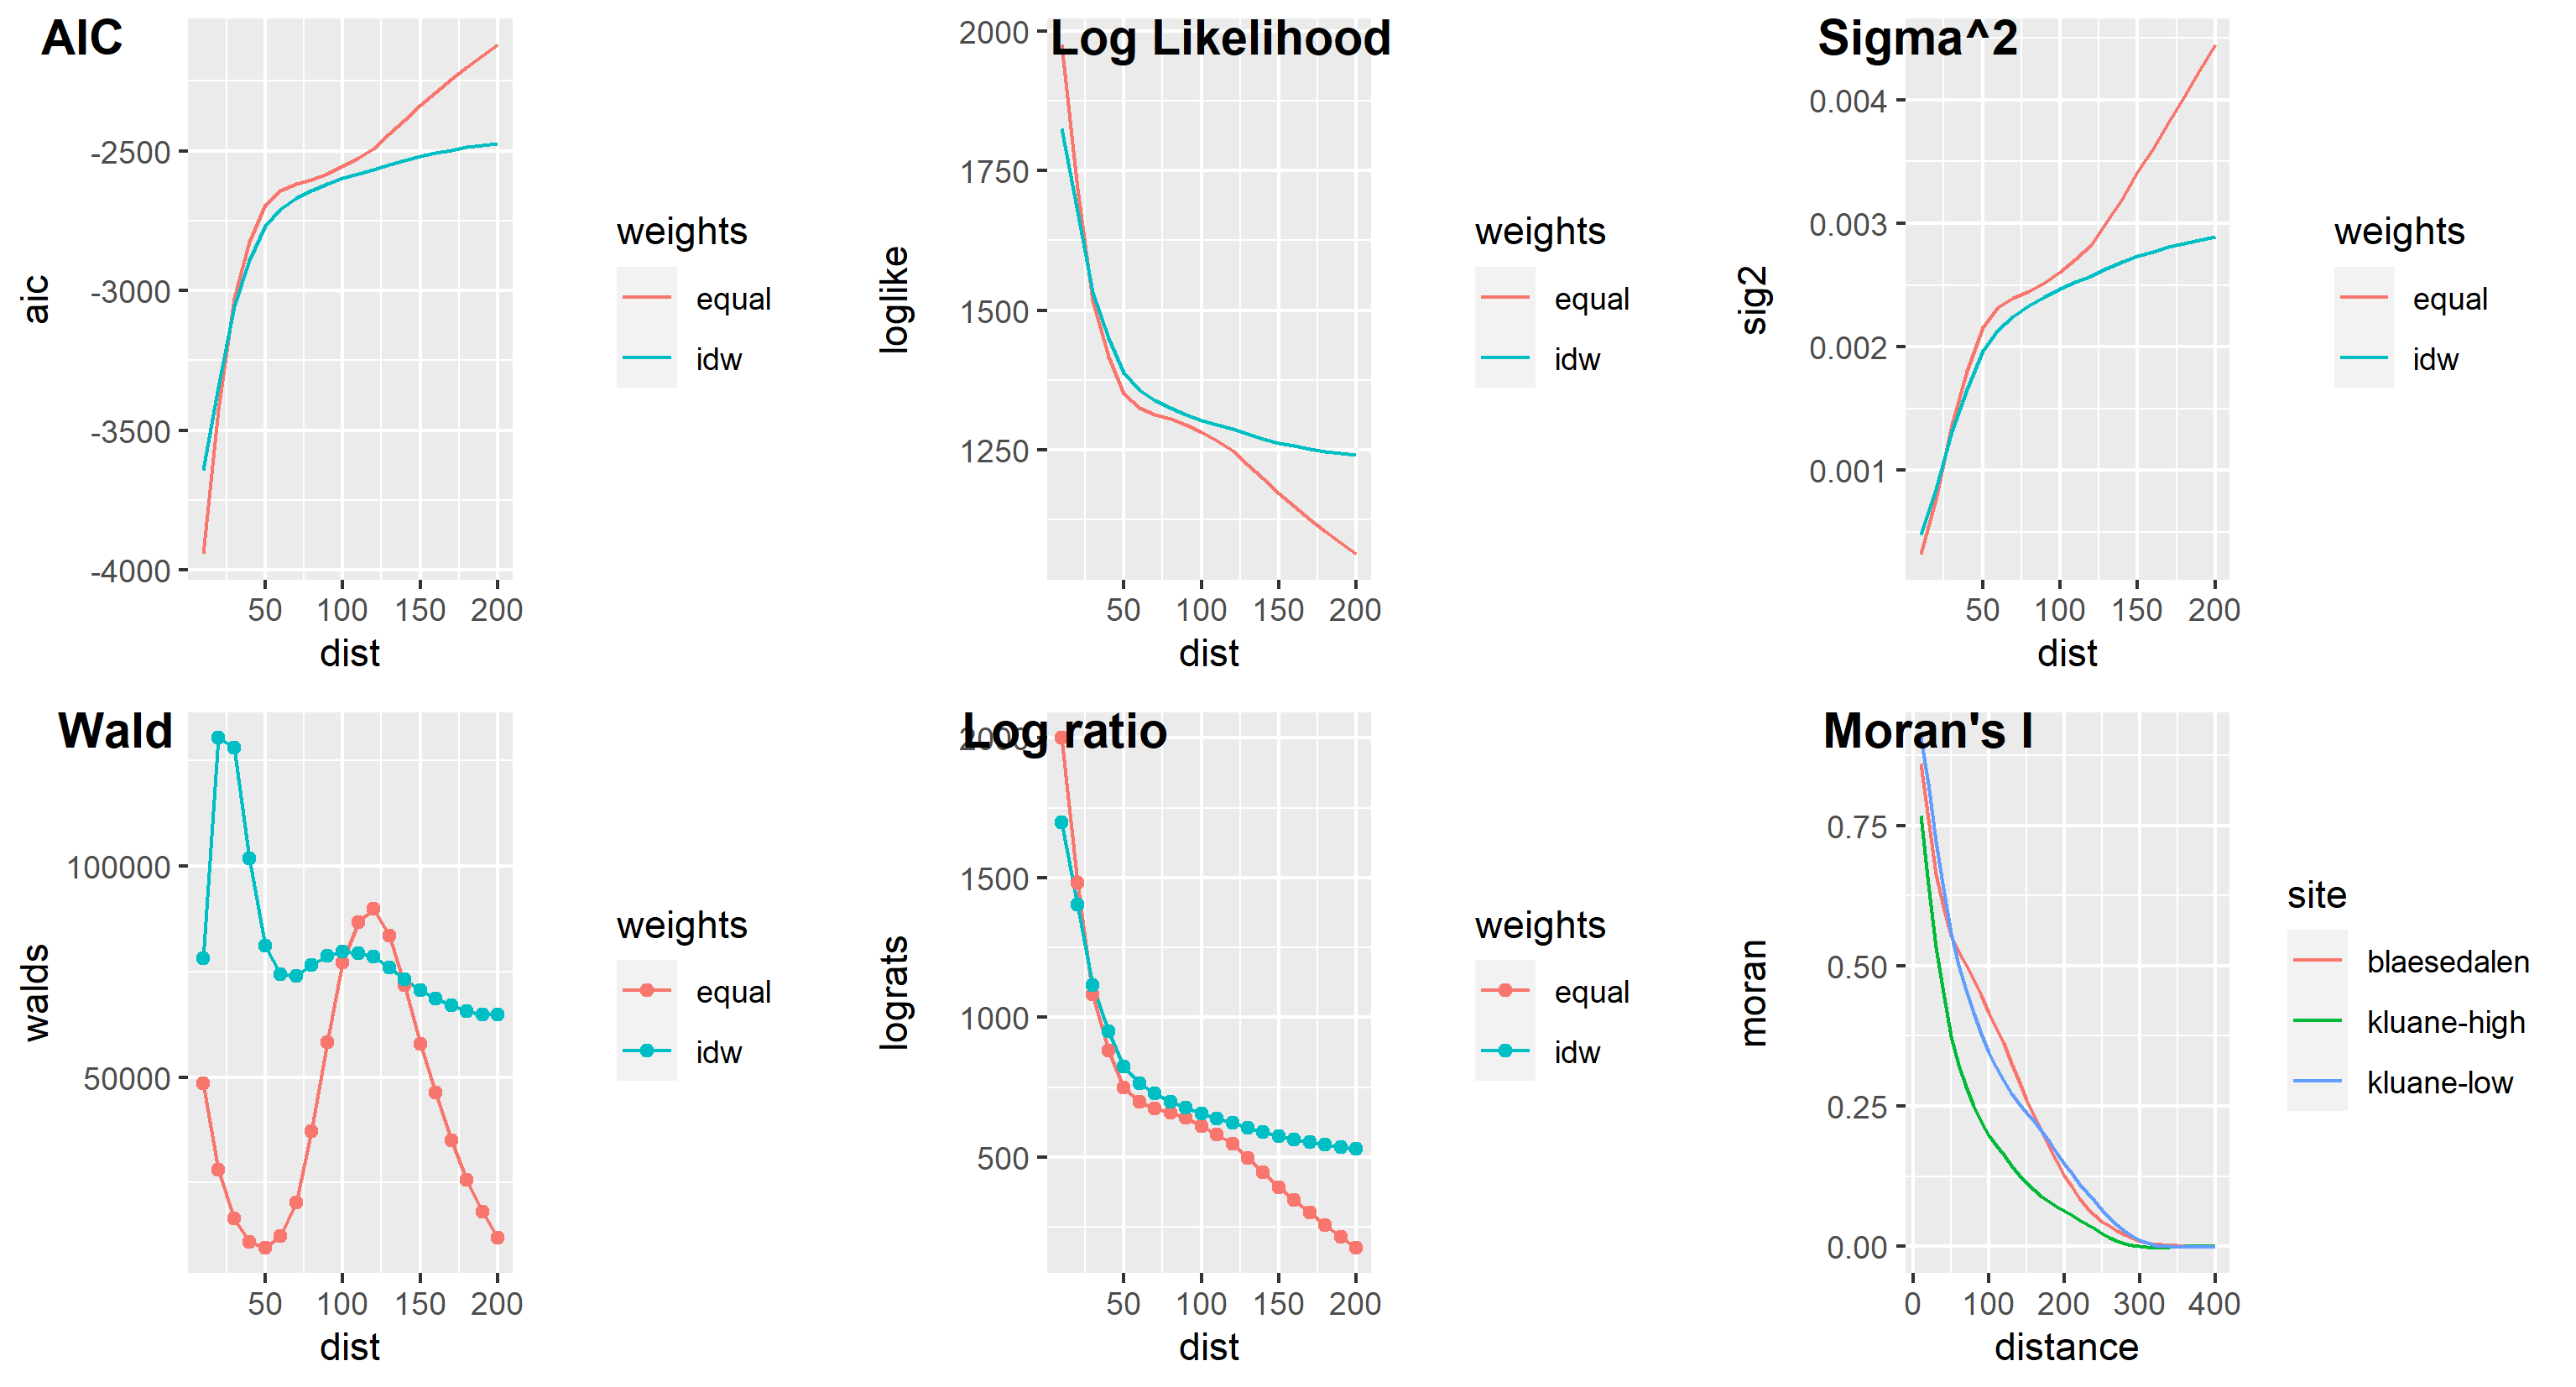 AIC
aic
-2500
-3000
-3500
-4000
50 100 150 200
dist
weights
equal
idw
Log Likelihood
loglike
2000
1750
1500
1250
50 100 150 200
dist
weights
equal
idw
Sigma^2
sig2
0.004
0.003
0.002
0.001
50 100 150 200
dist
weights
equal
idw
Wald
walds
100000
50000
50 100 150 200
dist
weights
equal
idw
Log ratio
lograts
2000
1500
1000
500
50 100 150 200
dist
weights
equal
idw
Moran's I
moran
0.75
0.50
0.25
0.00
0 100 200 300 400
distance
site
blaesedalen
kluane-high
kluane-low